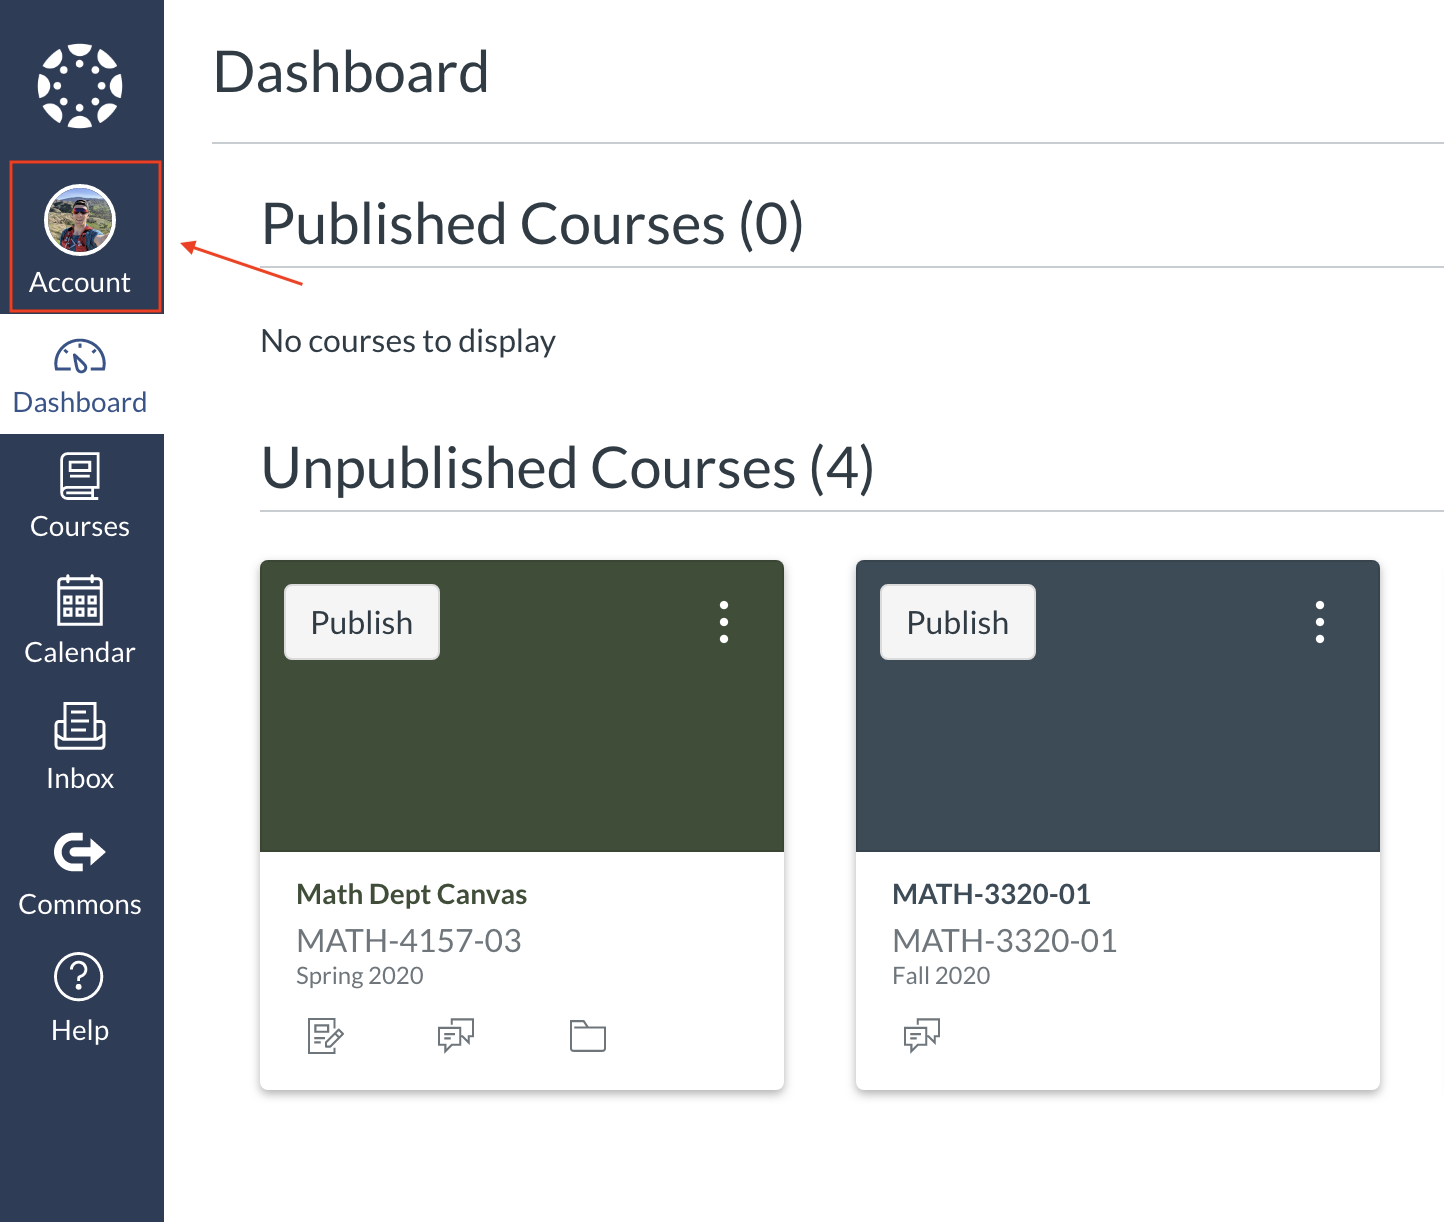 Dashboard
Account
Published Courses (0)
No courses to display
Dashboard
Courses
Calendar
Inbox
Commons
Help
Unpublished Courses (4)
Publish
Math Dept Canvas
MATH-4157-03
Spring 2020
Publish
MATH-3320-01
MATH-3320-01
Fall 2020